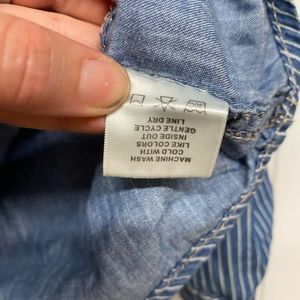 MACHINE WASH
COLD WITH
LIKE COLORS
INSIDE OUT
GENTLE CYCLE
LINE DRY